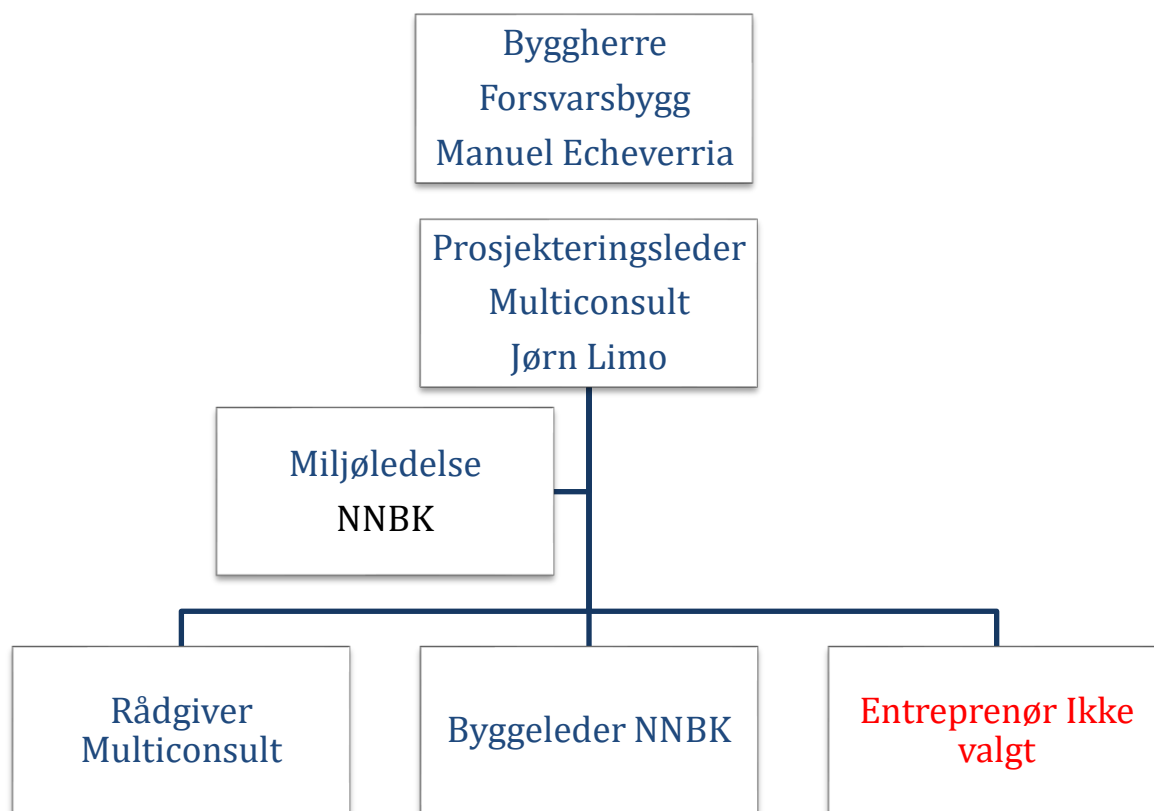 Byggherre
Forsvarsbygg
Manuel Echeverria
Prosjekteringsleder
Multiconsult
Jørn Limo
Miljøledelse
NNBK
Rådgiver
Multiconsult
Byggeleder NNBK
Entreprenør Ikke
valgt